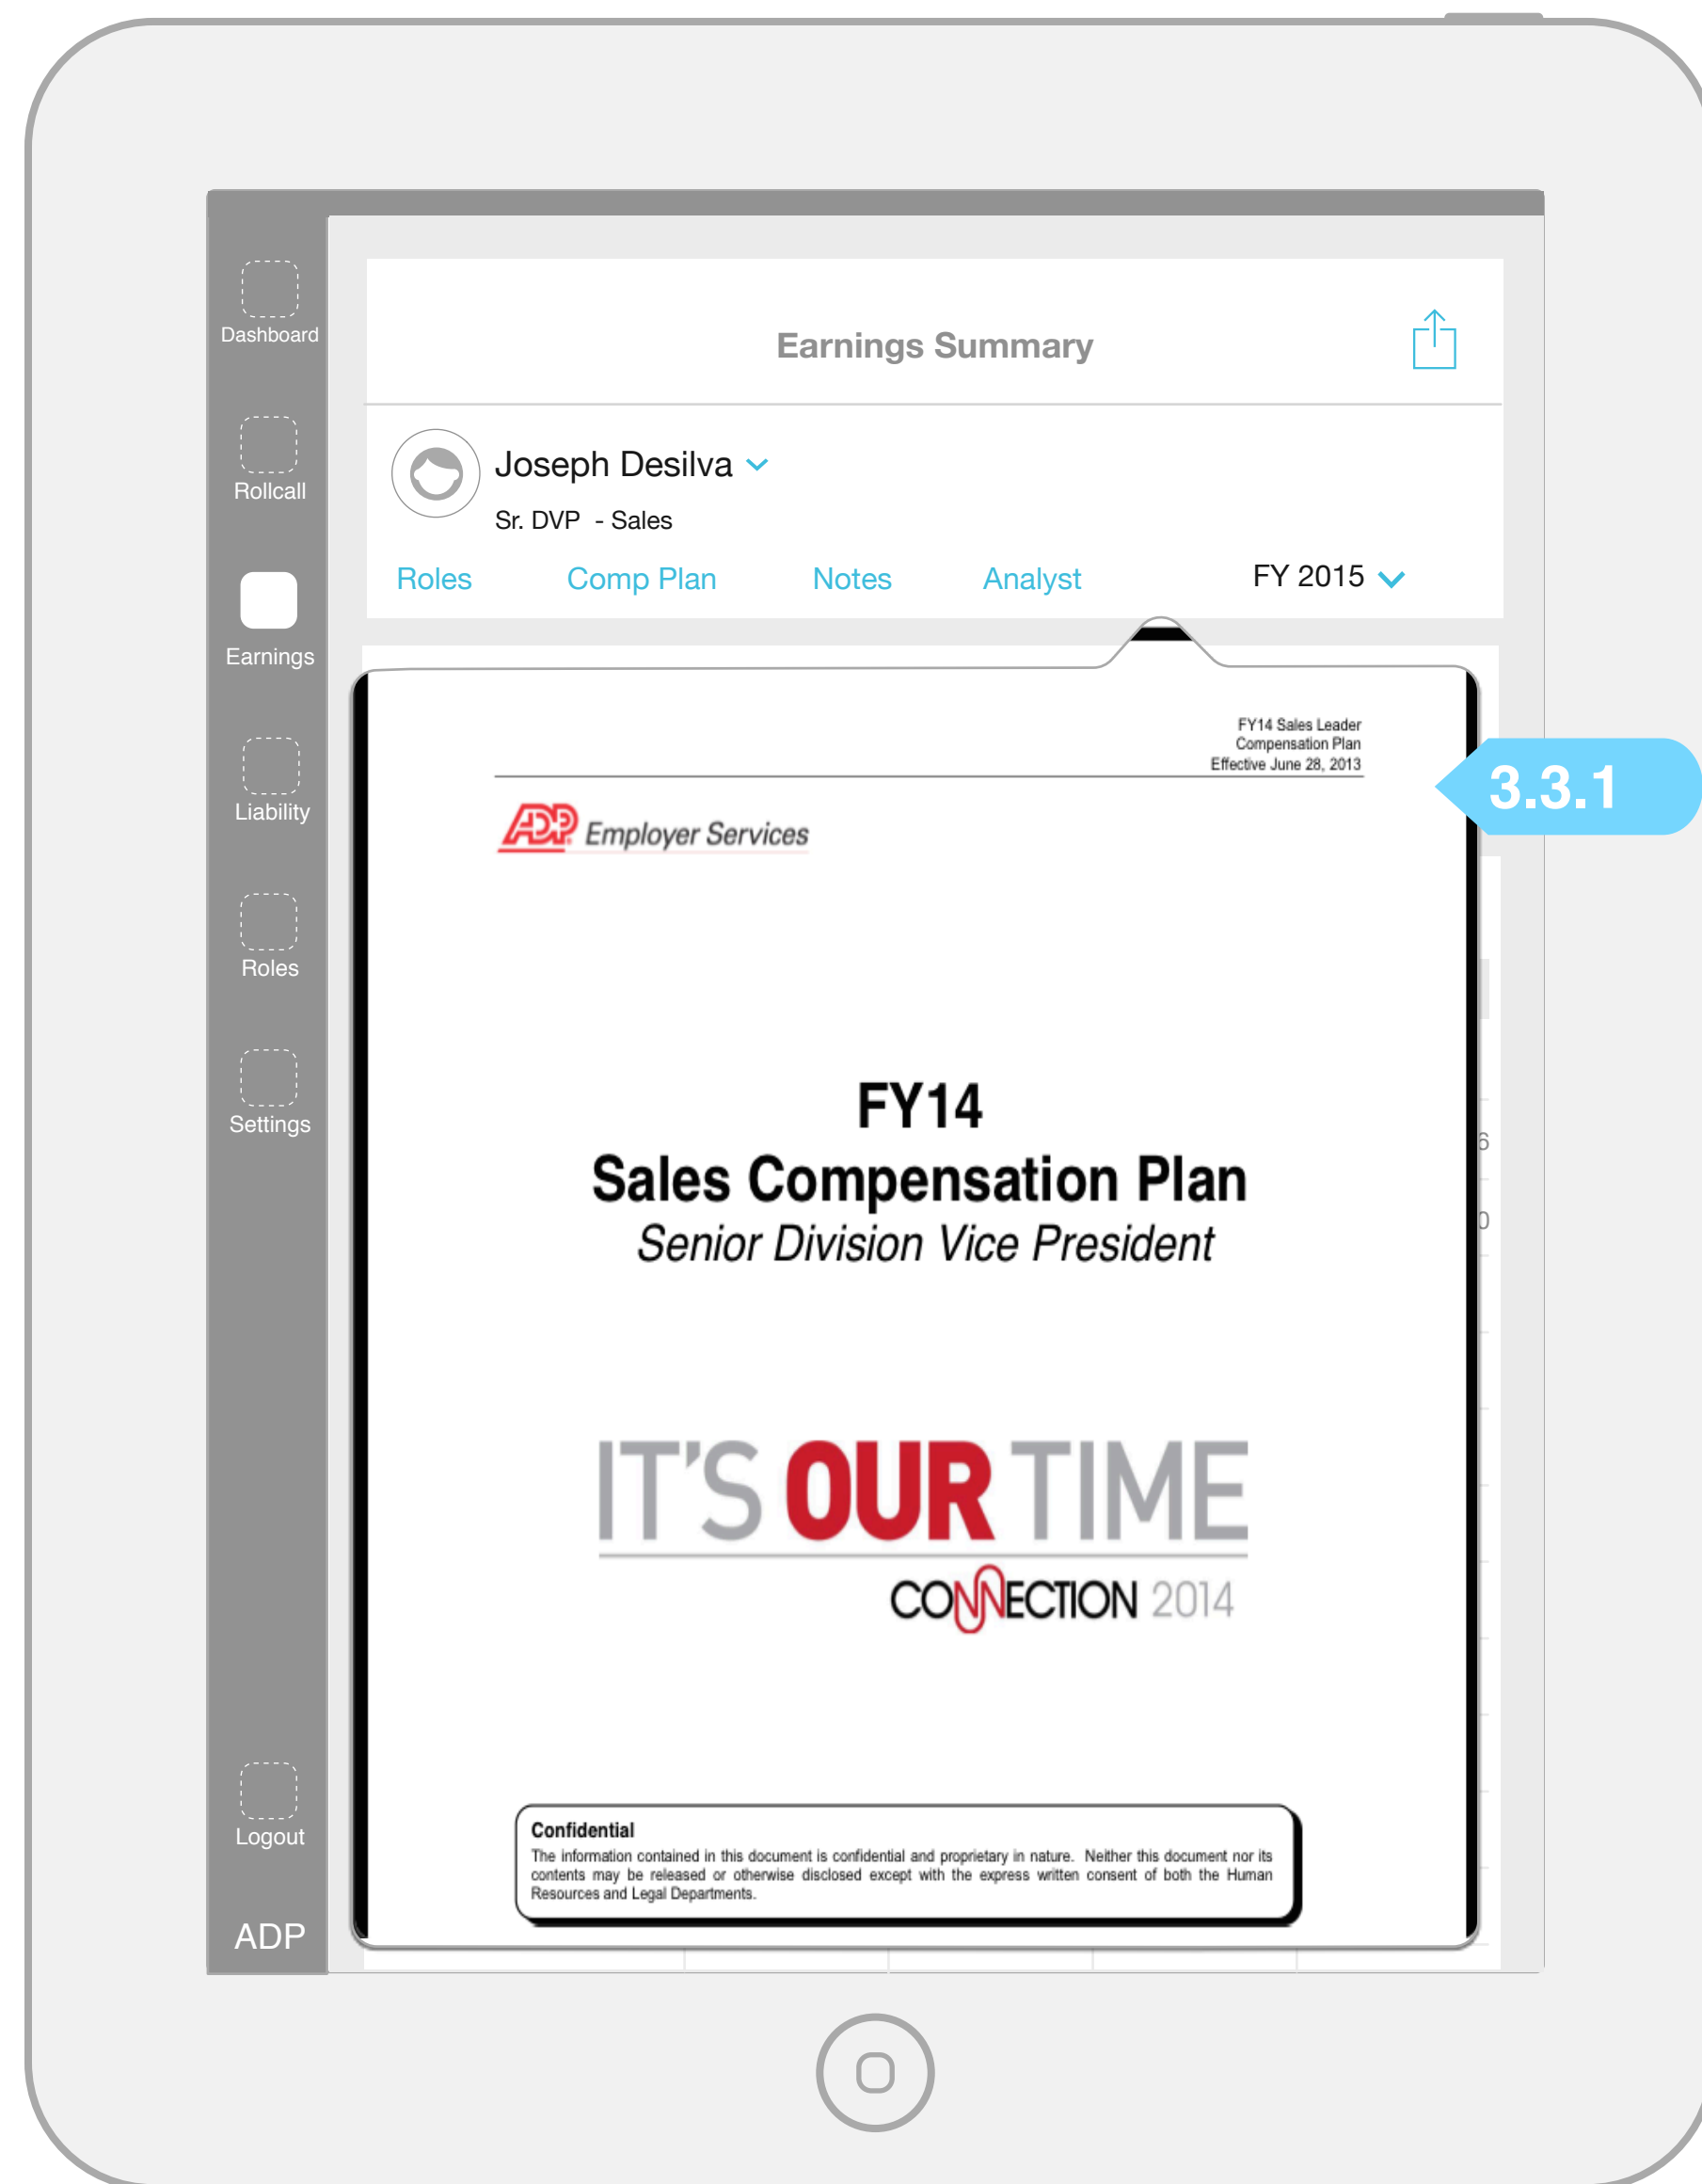 Dashboard
Rollcall
Earnings
Liability
Roles
Settings
Logout
ADP
Earnings Summary
Joseph Desilva
Sr. DVP - Sales
Roles Comp Plan Notes Analyst FY 2015
FY14 Sales Leader
Compensation Plan
Effective June 28, 2013
3.3.1
ADP Employer Services
FY14
Sales Compensation Plan
Senior Division Vice President
IT'S OUR TIME
CONNECTION 2014
Confidential
The information contained in this document is confidential and proprietary in nature. Neither this document nor its
contents may be released or otherwise disclosed except with the express written consent of both the Human
Resources and Legal Departments.
6
0